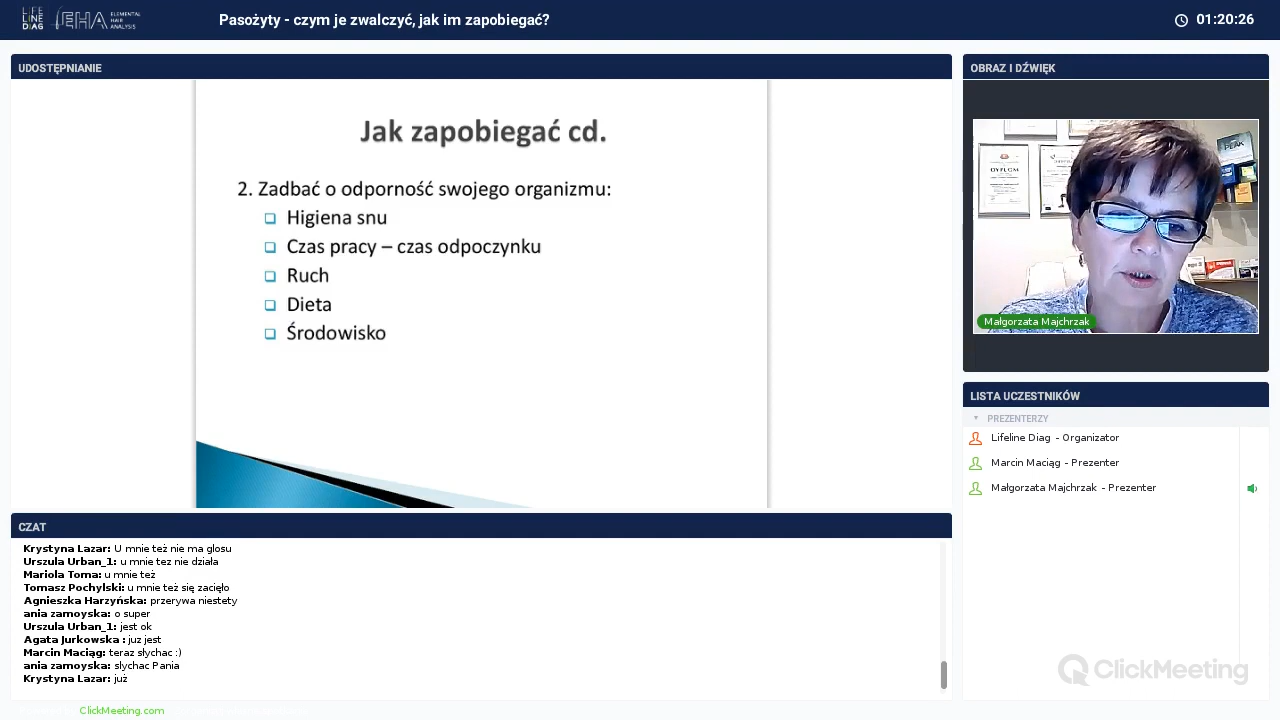 LIFE
LINE
DIAG
EHA ELEMENTAL
HAIR
ANALYSIS
Pasożyty - czym je zwalczyć, jak im zapobiegać?
01:20:26
UDOSTĘPNIANIE
Jak zapobiegać cd.
2. Zadbać o odporność swojego organizmu:
Higiena snu
Czas pracy – czas odpoczynku
Ruch
Dieta
Środowisko
OBRAZ I DŹWIĘK
DYPLOM
PEAK
Małgorzata Majchrzak
LISTA UCZESTNIKÓW
PREZENTERZY
Lifeline Diag - Organizator
Marcin Maciąg - Prezenter
Małgorzata Majchrzak - Prezenter
CZAT
Krystyna Lazar: U mnie też nie ma glosu
Urszula Urban_1: u mnie tez nie działa
Mariola Toma: u mnie też
Tomasz Pochylski: u mnie też się zacięło
Agnieszka Harzyńska: przerywa niestety
ania zamoyska: o super
Urszula Urban_1: jest ok
Agata Jurkowska : juz jest
Marcin Maciąg: teraz słychac :)
ania zamoyska: slychac Pania
Krystyna Lazar: już
ClickMeeting
ClickMeeting.com